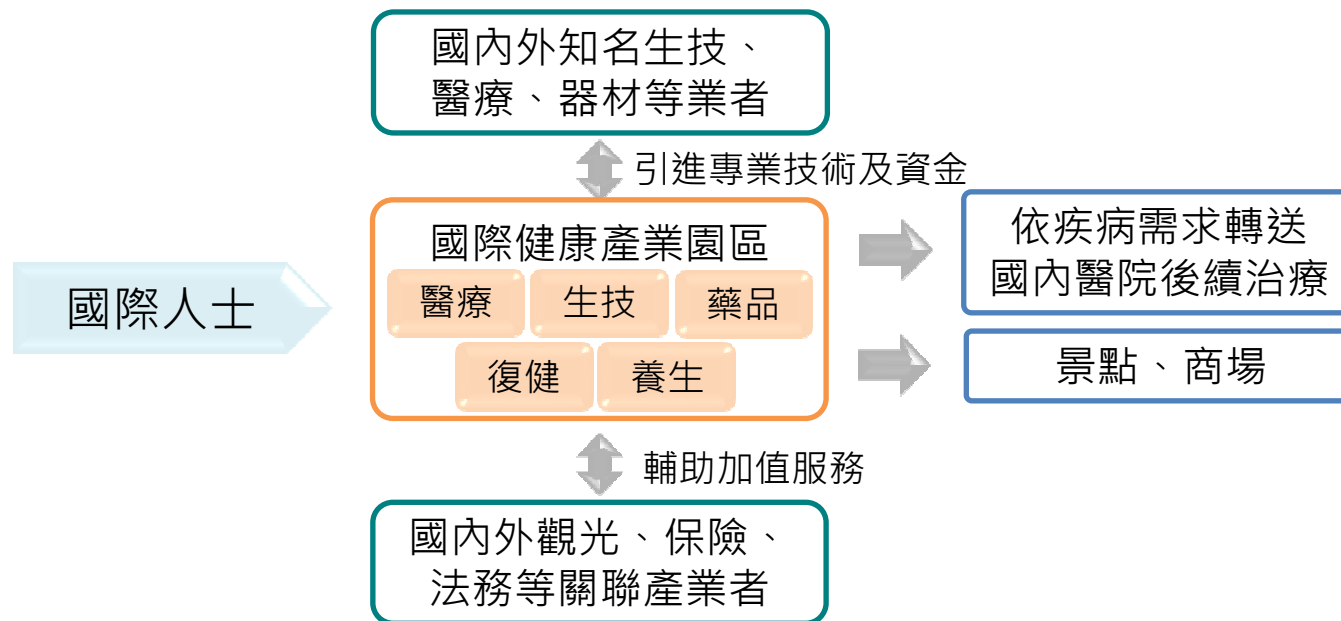 國內外知名生技、
醫療、器材等業者
引進專業技術及資金
國際人士
國際健康產業園區
醫療
生技
藥品
復健
養生
依疾病需求轉送
國內醫院後續治療
景點、商場
輔助加值服務
國內外觀光、保險、
法務等關聯產業者